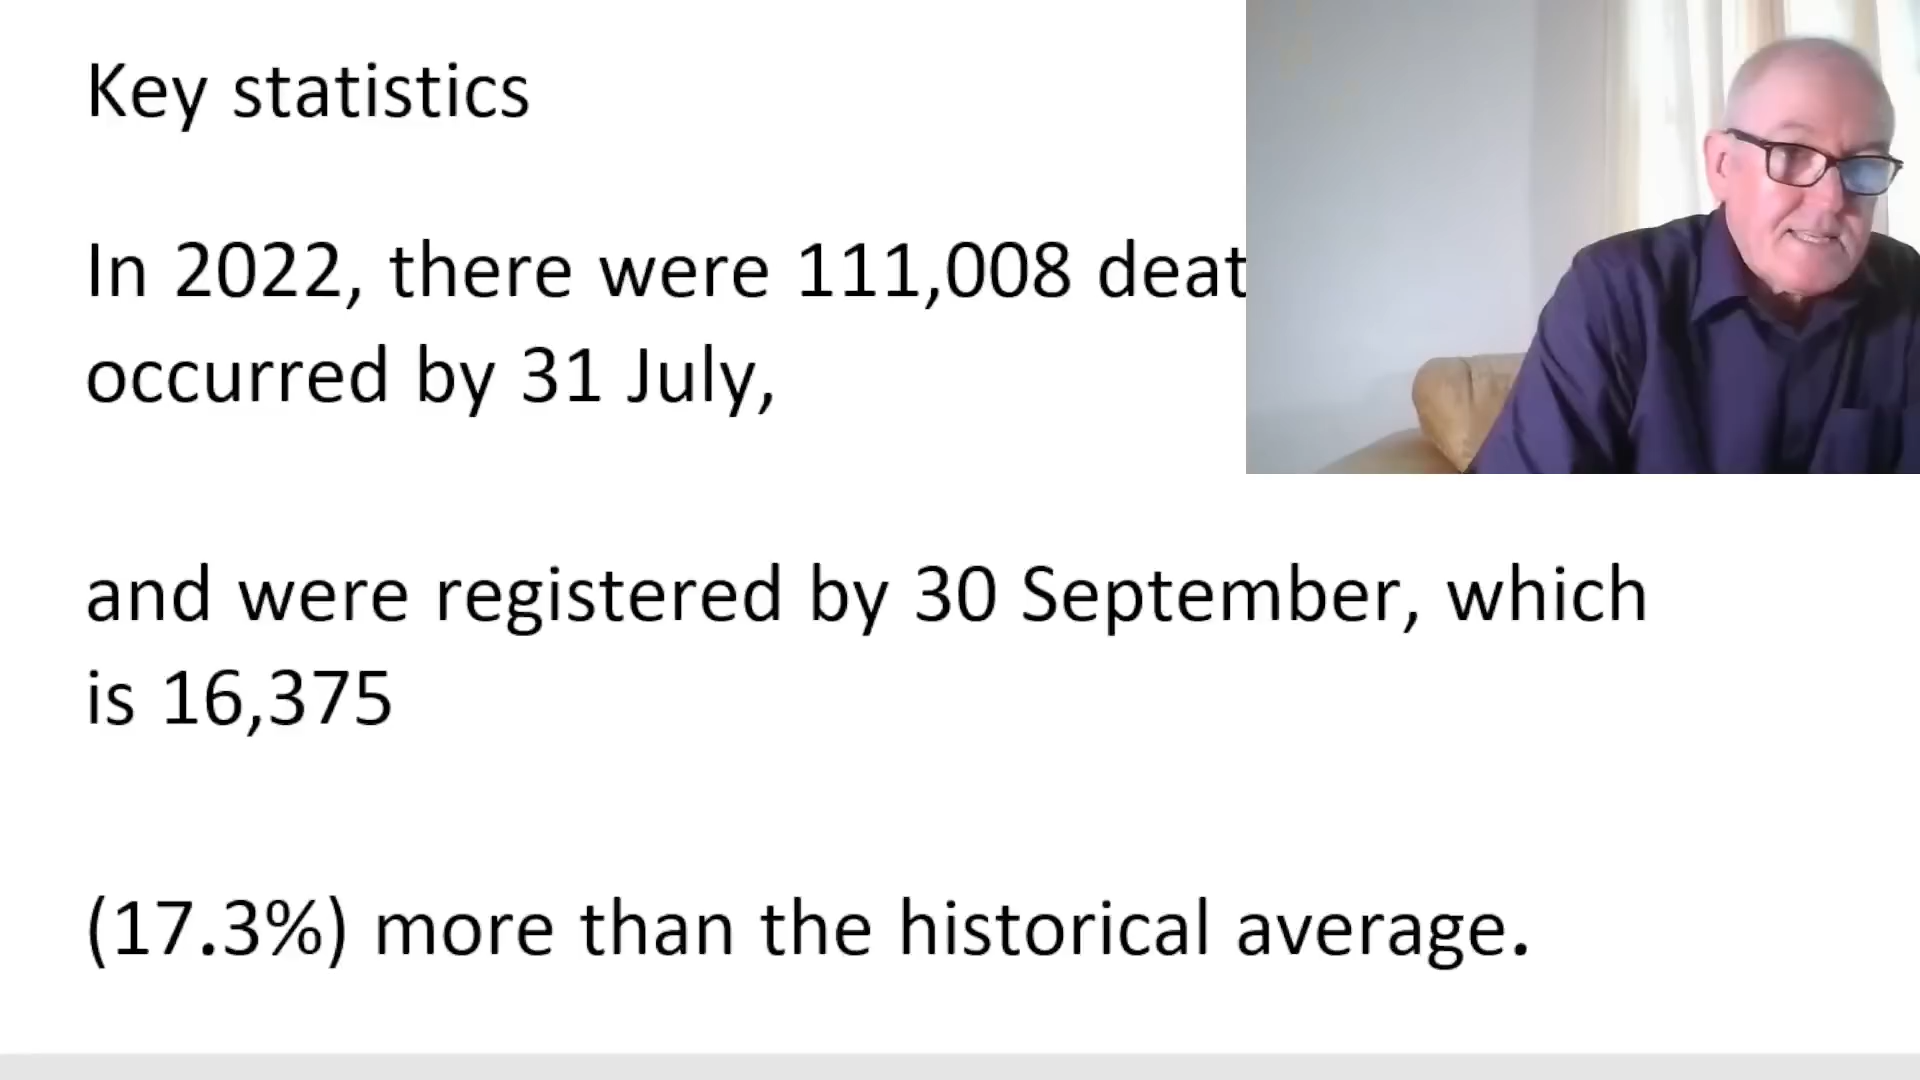 Key statistics
In 2022, there were 111,008 deat
occurred by 31 July,
and were registered by 30 September, which
is 16,375
(17.3%) more than the historical average.